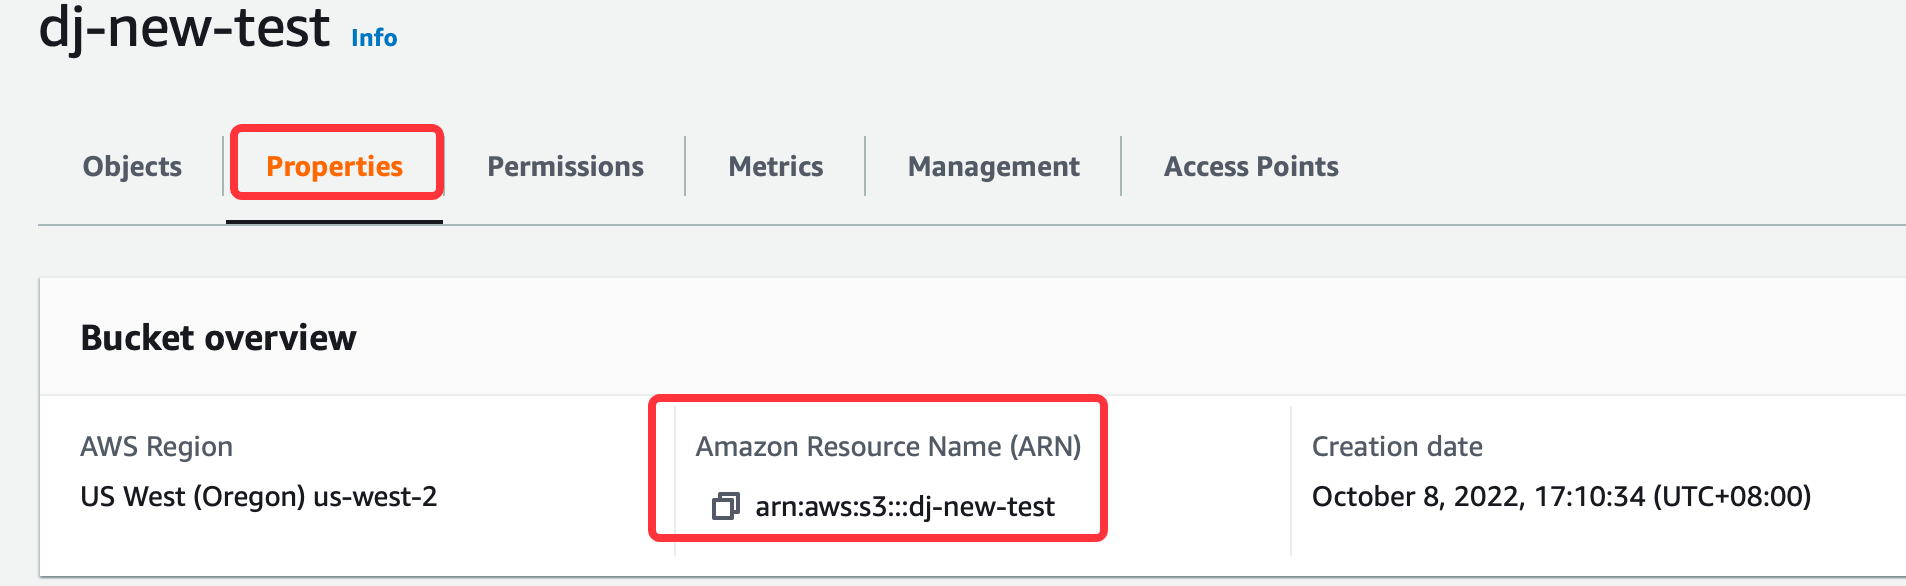 dj-new-test Info
Objects Properties Permissions Metrics Management Access Points
Bucket overview
AWS Region
US West (Oregon) us-west-2
Amazon Resource Name (ARN)
arn:aws:s3:::dj-new-test
Creation date
October 8, 2022, 17:10:34 (UTC+08:00)